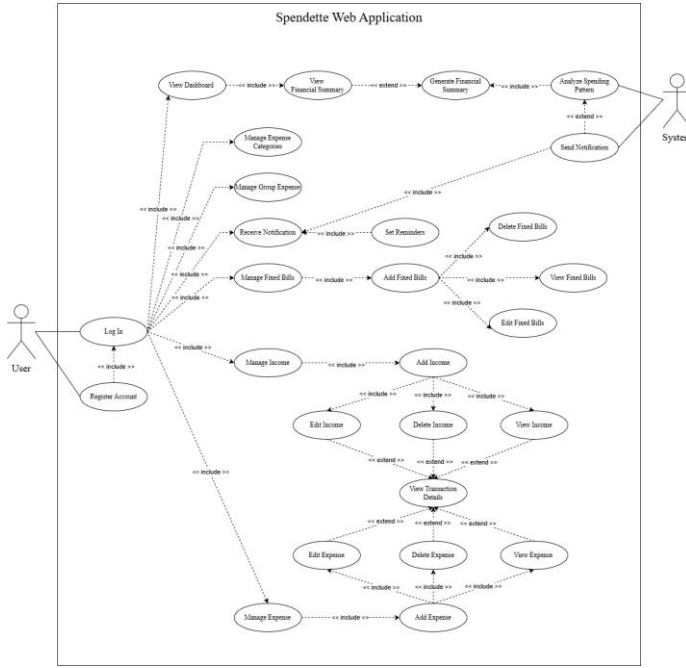 Spendette Web Application
View Dashboard
<< include >>
View
Financial Summary
<< extend >>
Generate Financial
Summary
<< include >>
Analyze Spending
Pattern
<< extend >>
System
Send Notification
Manage Expense
Categories
Manage Group Expense
<< include >>
<< include >>
<< include >>
<< include >>
Receive Notification
<< include >>
Set Reminders
Delete Fixed Bills
<< include >>
<< include >>
Manage Fixed Bills
<< include >>
Add Fixed Bills
<< include >>
View Fixed Bills
<< include >>
<< include >>
Edit Fixed Bills
User
Log In
<< include >>
Register Account
<< include >>
Manage Income
<< include >>
Add Income
<< include >>
<< include >>
<< include >>
Edit Income
Delete Income
View Income
<< extend >>
<< extend >>
<< extend >>
<< include >>
View Transaction
Details
<< extend >>
<< extend >>
<< extend >>
Edit Expense
Delete Expense
View Expense
<< include >>
<< include >>
<< include >>
Manage Expense
<< include >>
Add Expense